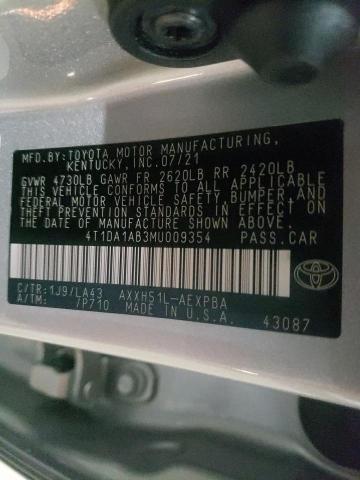 MFD.BY:TOYOTA MOTOR MANUFACTURING,
KENTUCKY, INC.07/21
GVWR 4730LB GAWR FR 2620LB RR 2420LB
THIS VEHICLE CONFORMS TO ALL APPLICABLE
FEDERAL MOTOR VEHICLE SAFETY,BUMPER, AND
THEFT PREVENTION STANDARDS IN EFFECT ON
THE DATE OF MANUFACTURE SHOWN ABOVE.
4T1DA1AB3MU009354 PASS.CAR
C/TR:1J9/LA43 AXXH51L-AEXPBA
A/TM: /P710 MADE IN U.S.A. 43087